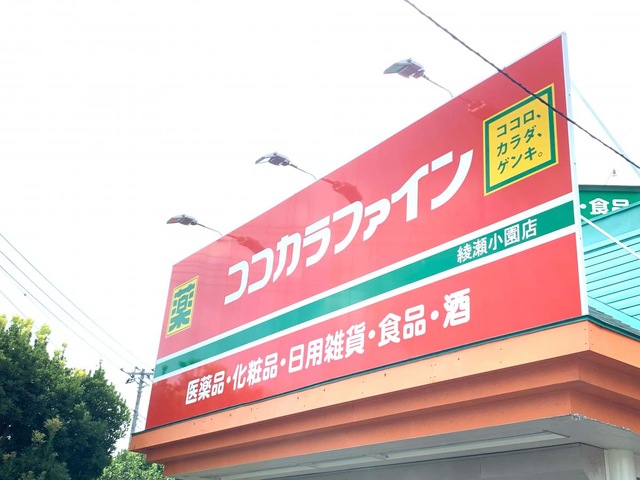 薬
ココカラファイン
ココロ、
カラダ、
ゲンキ。
綾瀬小園店
医薬品・化粧品・日用雑貨・食品・酒
・食品